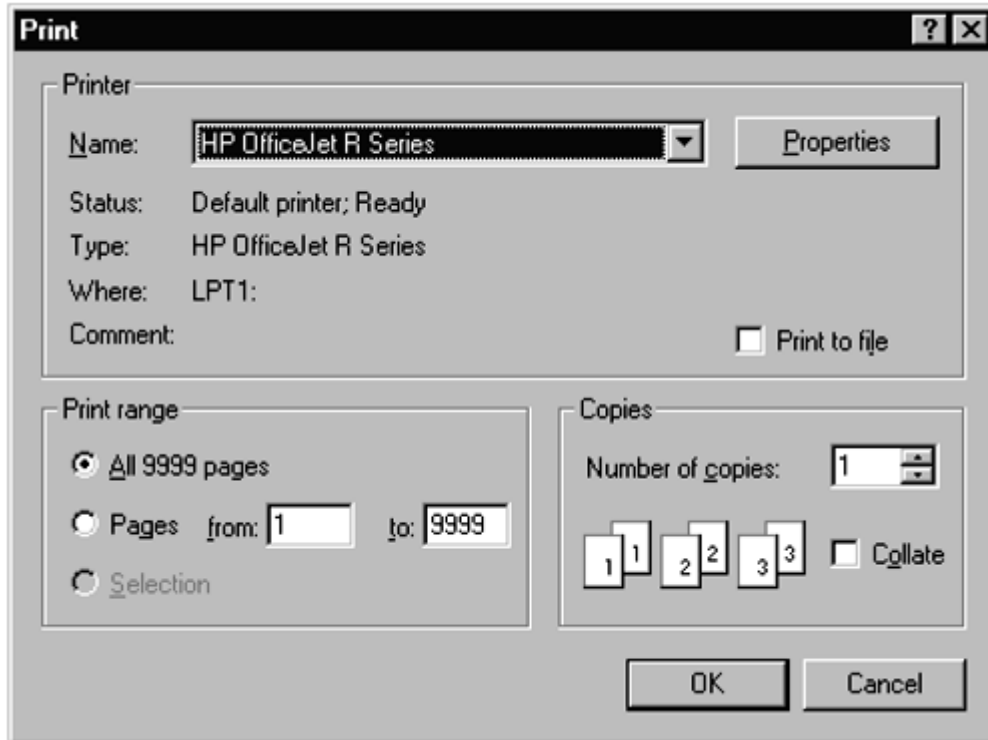 Print
Printer
Name: HP OfficeJet R Series Properties
Status: Default printer; Ready
Type: HP OfficeJet R Series
Where: LPT1:
Comment:
Print to file
Print range
All 9999 pages
Pages from: 1 to: 9999
Selection
Copies
Number of copies: 1
1 1 2 2 3 3 Collate
OK Cancel